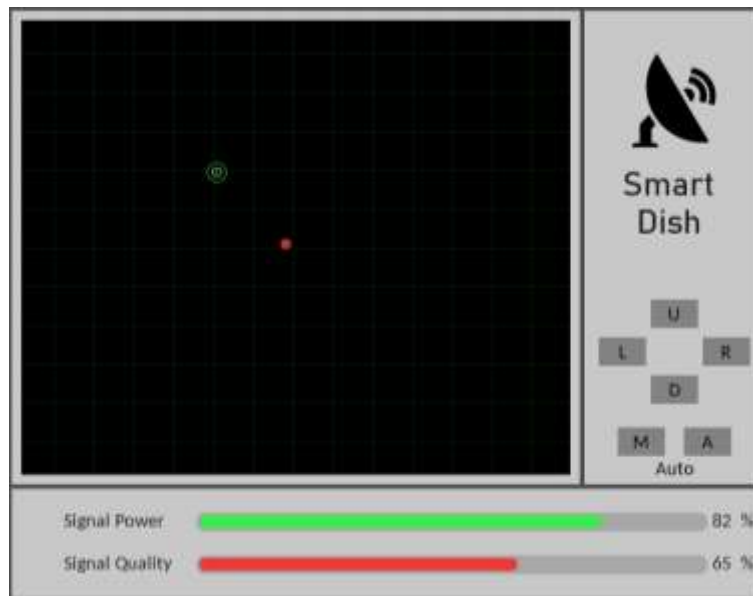 Smart
Dish
U
L R
D
M A
Auto
Signal Power 82 %
Signal Quality 65 %